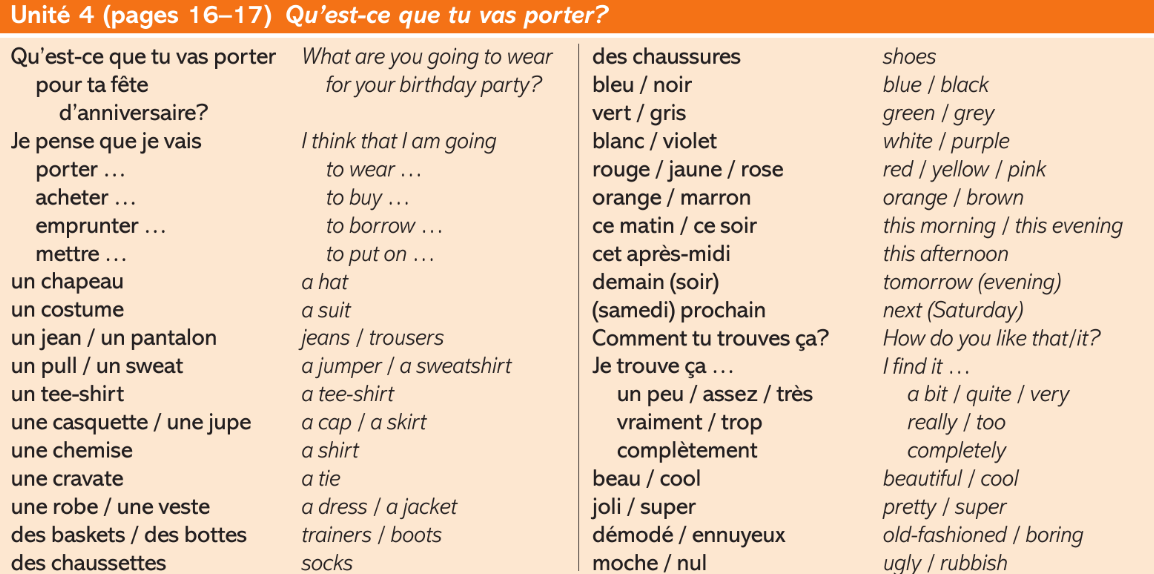 Unité 4 (pages 16–17) Qu'est-ce que tu vas porter?
Qu'est-ce que tu vas porter What are you going to wear
pour ta fête for your birthday party?
d'anniversaire?
Je pense que je vais I think that I am going
porter … to wear …
acheter … to buy …
emprunter … to borrow …
mettre … to put on …
un chapeau a hat
un costume a suit
un jean / un pantalon jeans / trousers
un pull / un sweat a jumper / a sweatshirt
un tee-shirt a tee-shirt
une casquette / une jupe a cap / a skirt
une chemise a shirt
une cravate a tie
une robe / une veste a dress / a jacket
des baskets / des bottes trainers / boots
des chaussettes socks
des chaussures shoes
bleu / noir blue / black
vert / gris green / grey
blanc / violet white / purple
rouge / jaune / rose red / yellow / pink
orange / marron orange / brown
ce matin / ce soir this morning / this evening
cet après-midi this afternoon
demain (soir) tomorrow (evening)
(samedi) prochain next (Saturday)
Comment tu trouves ça? How do you like that/it?
Je trouve ça … I find it …
un peu / assez / très a bit / quite / very
vraiment / trop really / too
complètement completely
beau / cool beautiful / cool
joli / super pretty / super
démodé / ennuyeux old-fashioned / boring
moche / nul ugly / rubbish